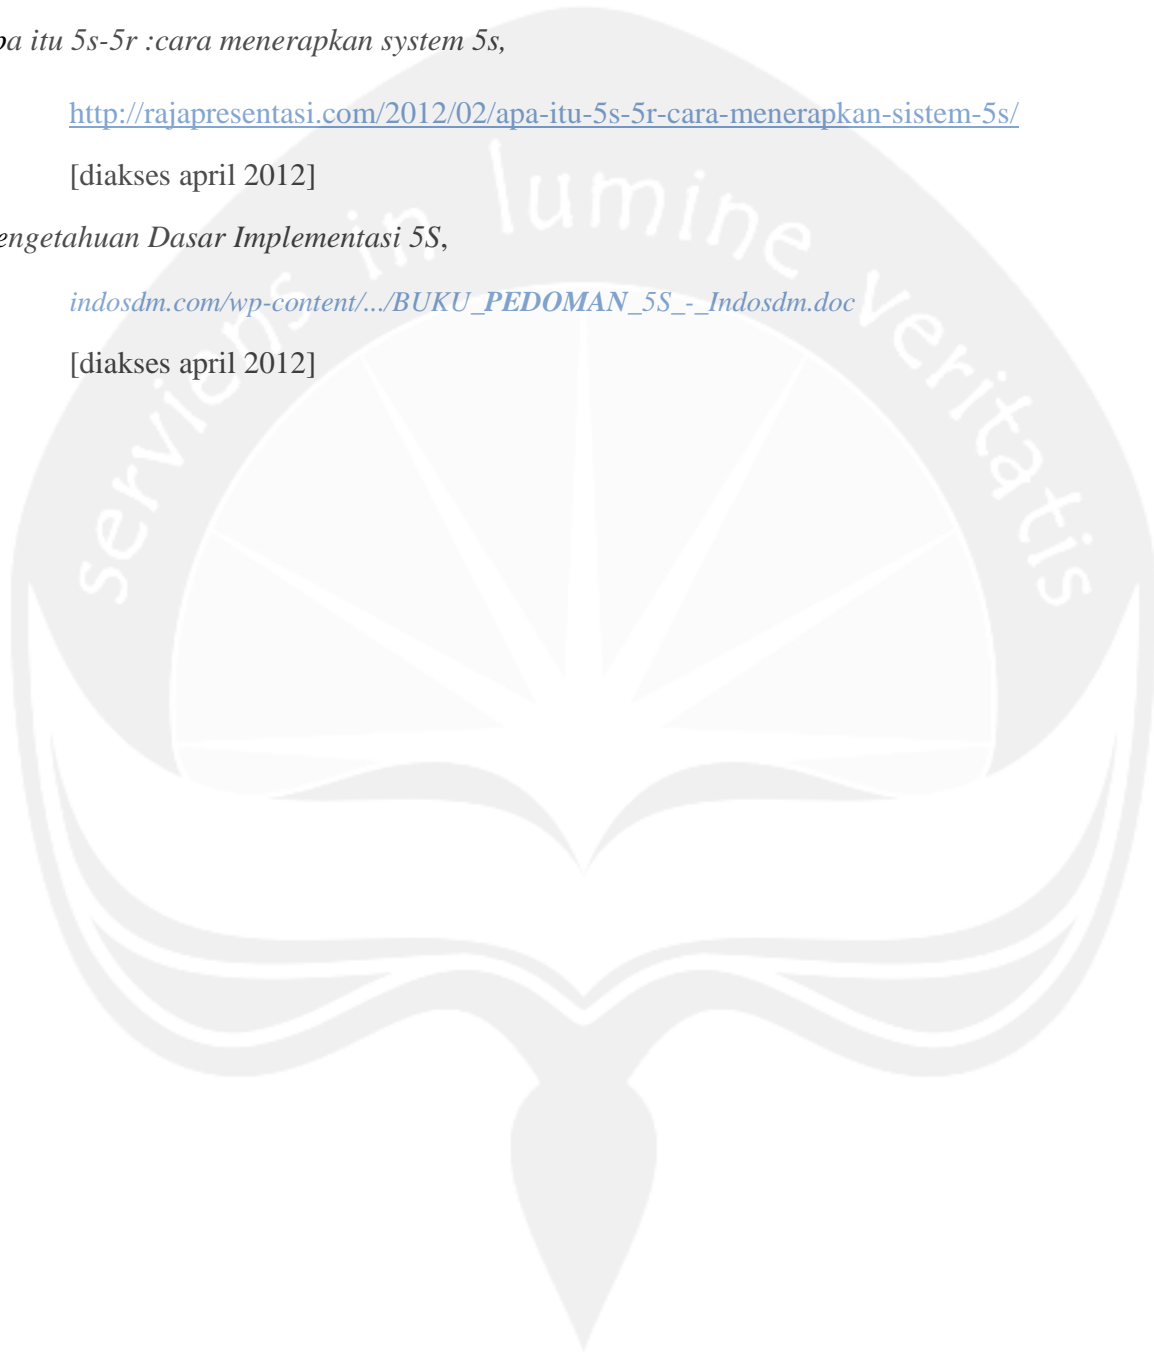 pa itu 5s-5r :cara menerapkan system 5s,
http://rajapresentasi.com/2012/02/apa-itu-5s-5r-cara-menerapkan-sistem-5s/
[diakses april 2012]
engetahuan Dasar Implementasi 5S,
indosdm.com/wp-content/.../BUKU_PEDOMAN_5S_-_Indosdm.doc
[diakses april 2012]
serviens in lumine veritatis